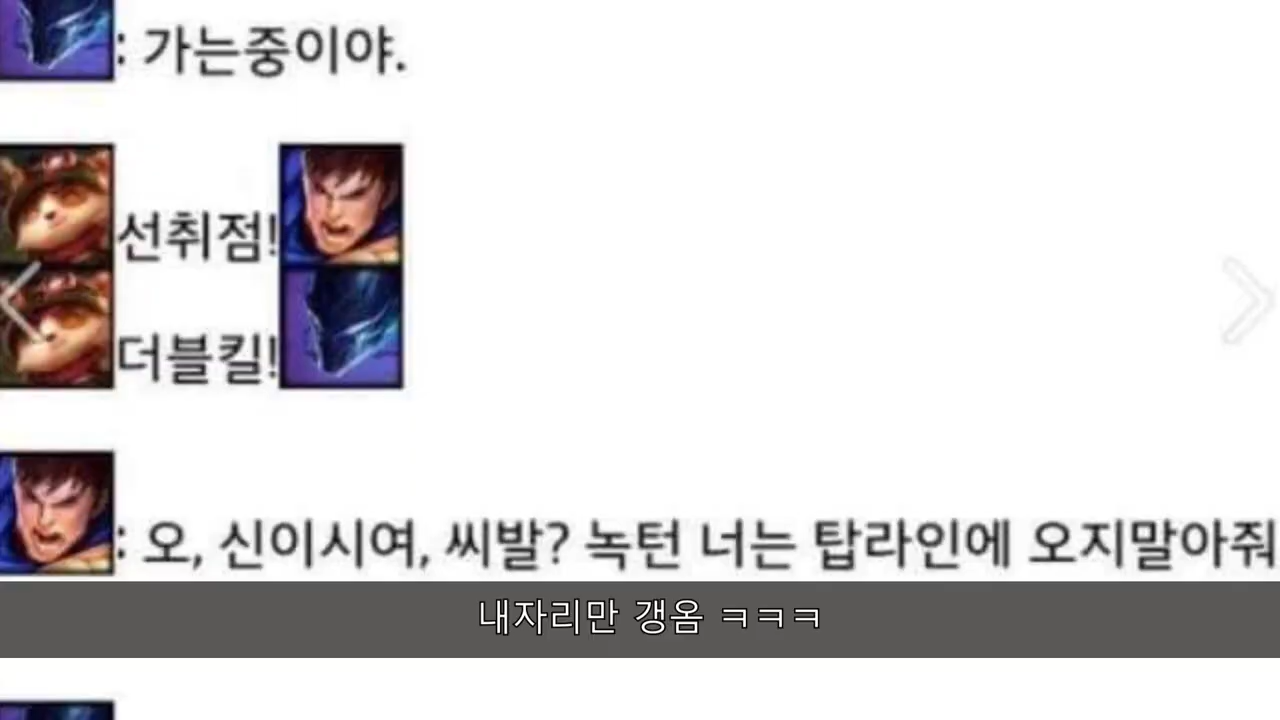 : 가는중이야.
선취점!
더블킬!
: 오, 신이시여, 씨발? 녹턴 너는 탑라인에 오지말아줘
내자리만 갱옴 ㅋㅋㅋ